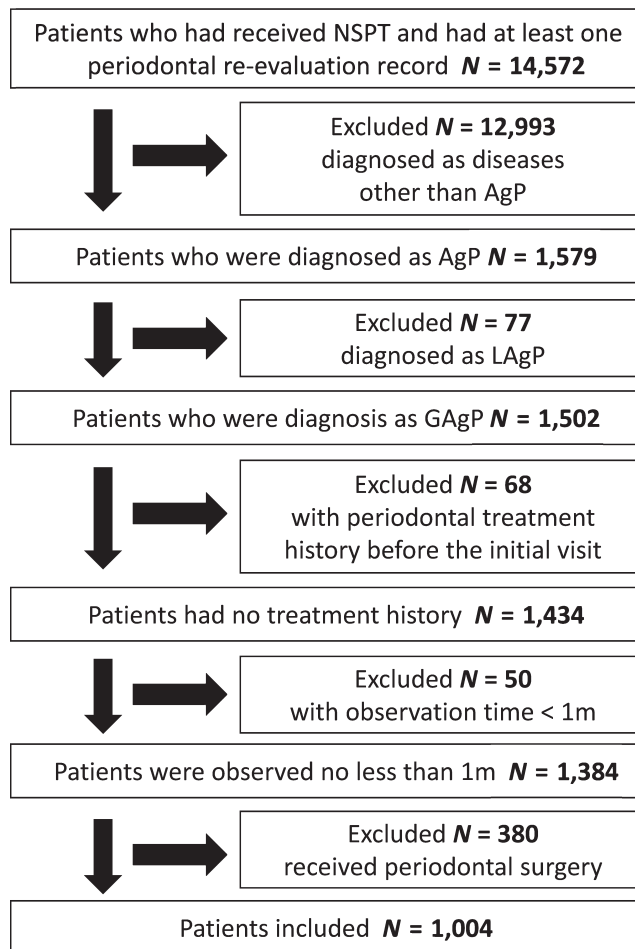 Patients who had received NSPT and had at least one
periodontal re-evaluation record N = 14,572
Excluded N = 12,993
diagnosed as diseases
other than AgP
Patients who were diagnosed as AgP N = 1,579
Excluded N = 77
diagnosed as LAgP
Patients who were diagnosis as GAgP N = 1,502
Excluded N = 68
with periodontal treatment
history before the initial visit
Patients had no treatment history N = 1,434
Excluded N = 50
with observation time < 1m
Patients were observed no less than 1m N = 1,384
Excluded N = 380
received periodontal surgery
Patients included N = 1,004